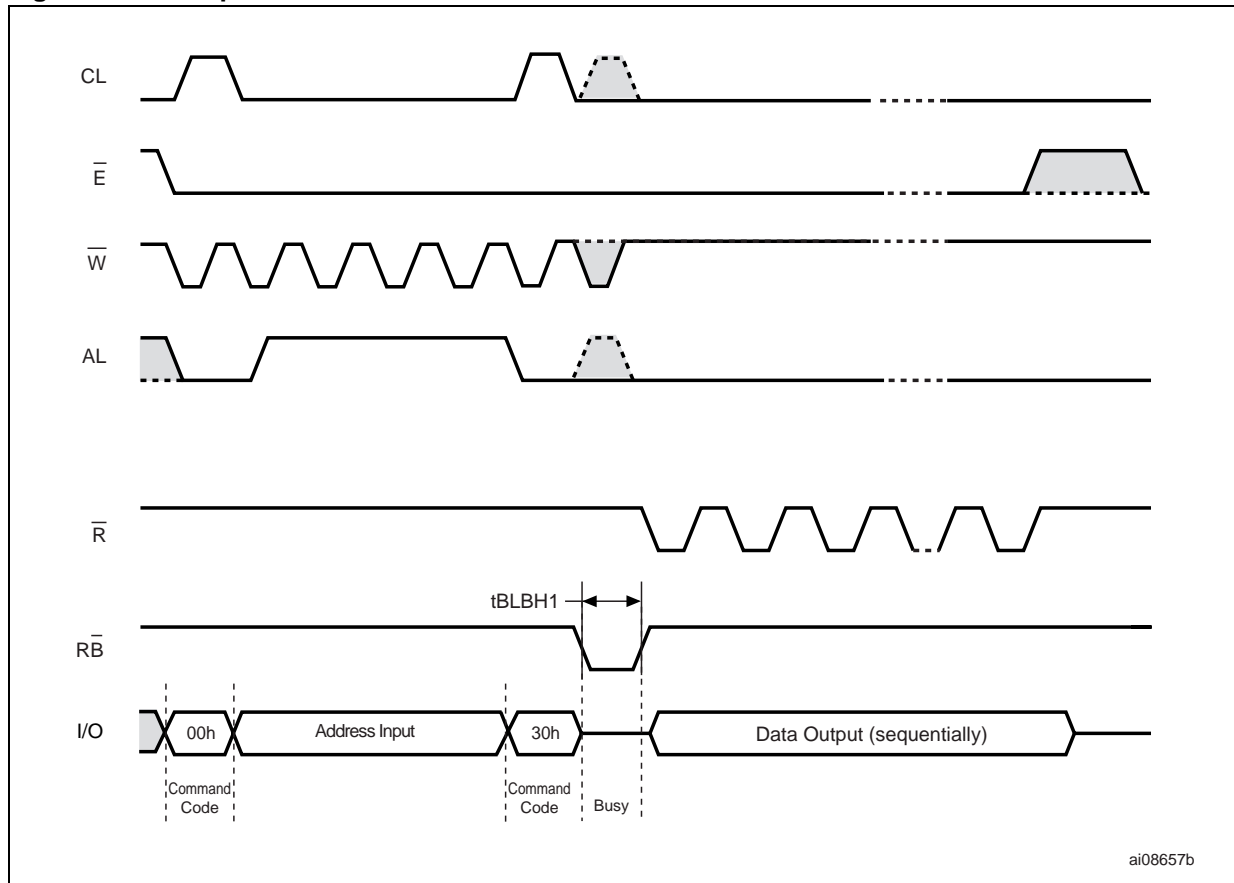 CL
E
W
AL
R
tBLBH1
RB
I/O
00h
Address Input
30h
Data Output (sequentially)
Command
Code
Command
Code
Busy
ai08657b